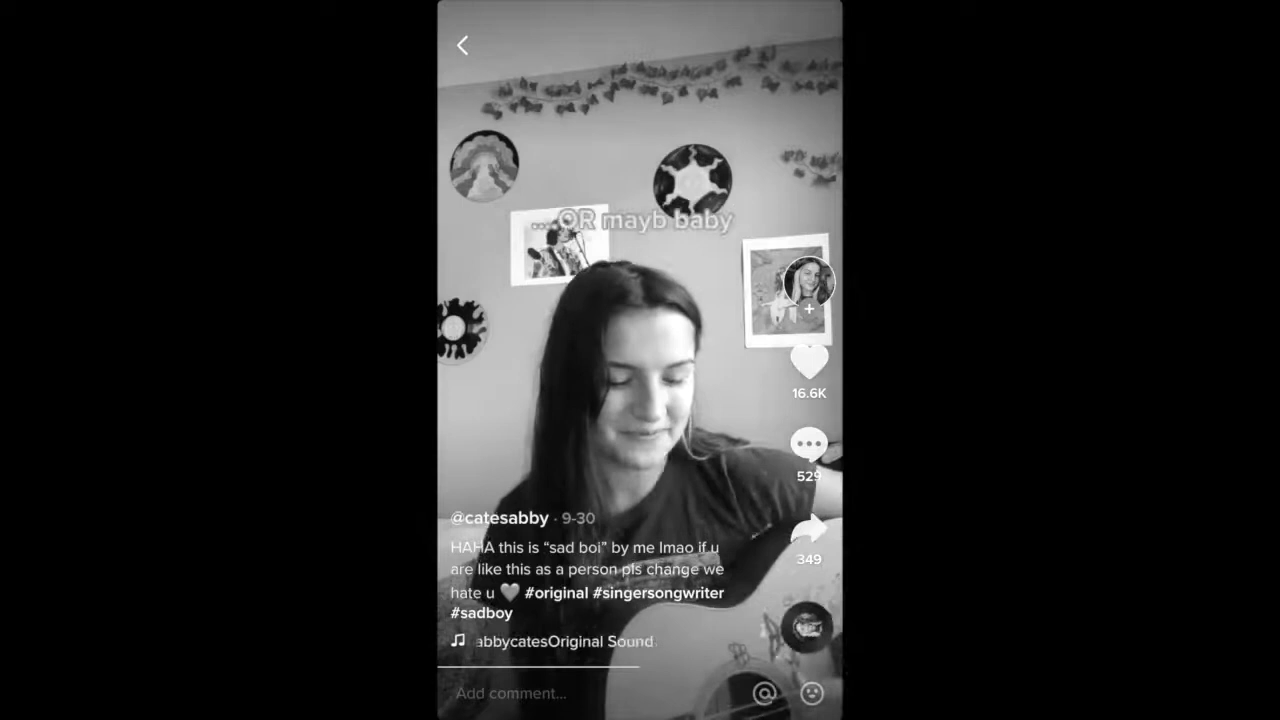 ...OR mayb baby
16.6K
529
349
@catesabby · 9-30
HAHA this is “sad boi” by me lmao if u
are like this as a person pls change we
hate u 🤍 #original #singersongwriter
#sadboy
abbycatesOriginal Sound
Add comment...